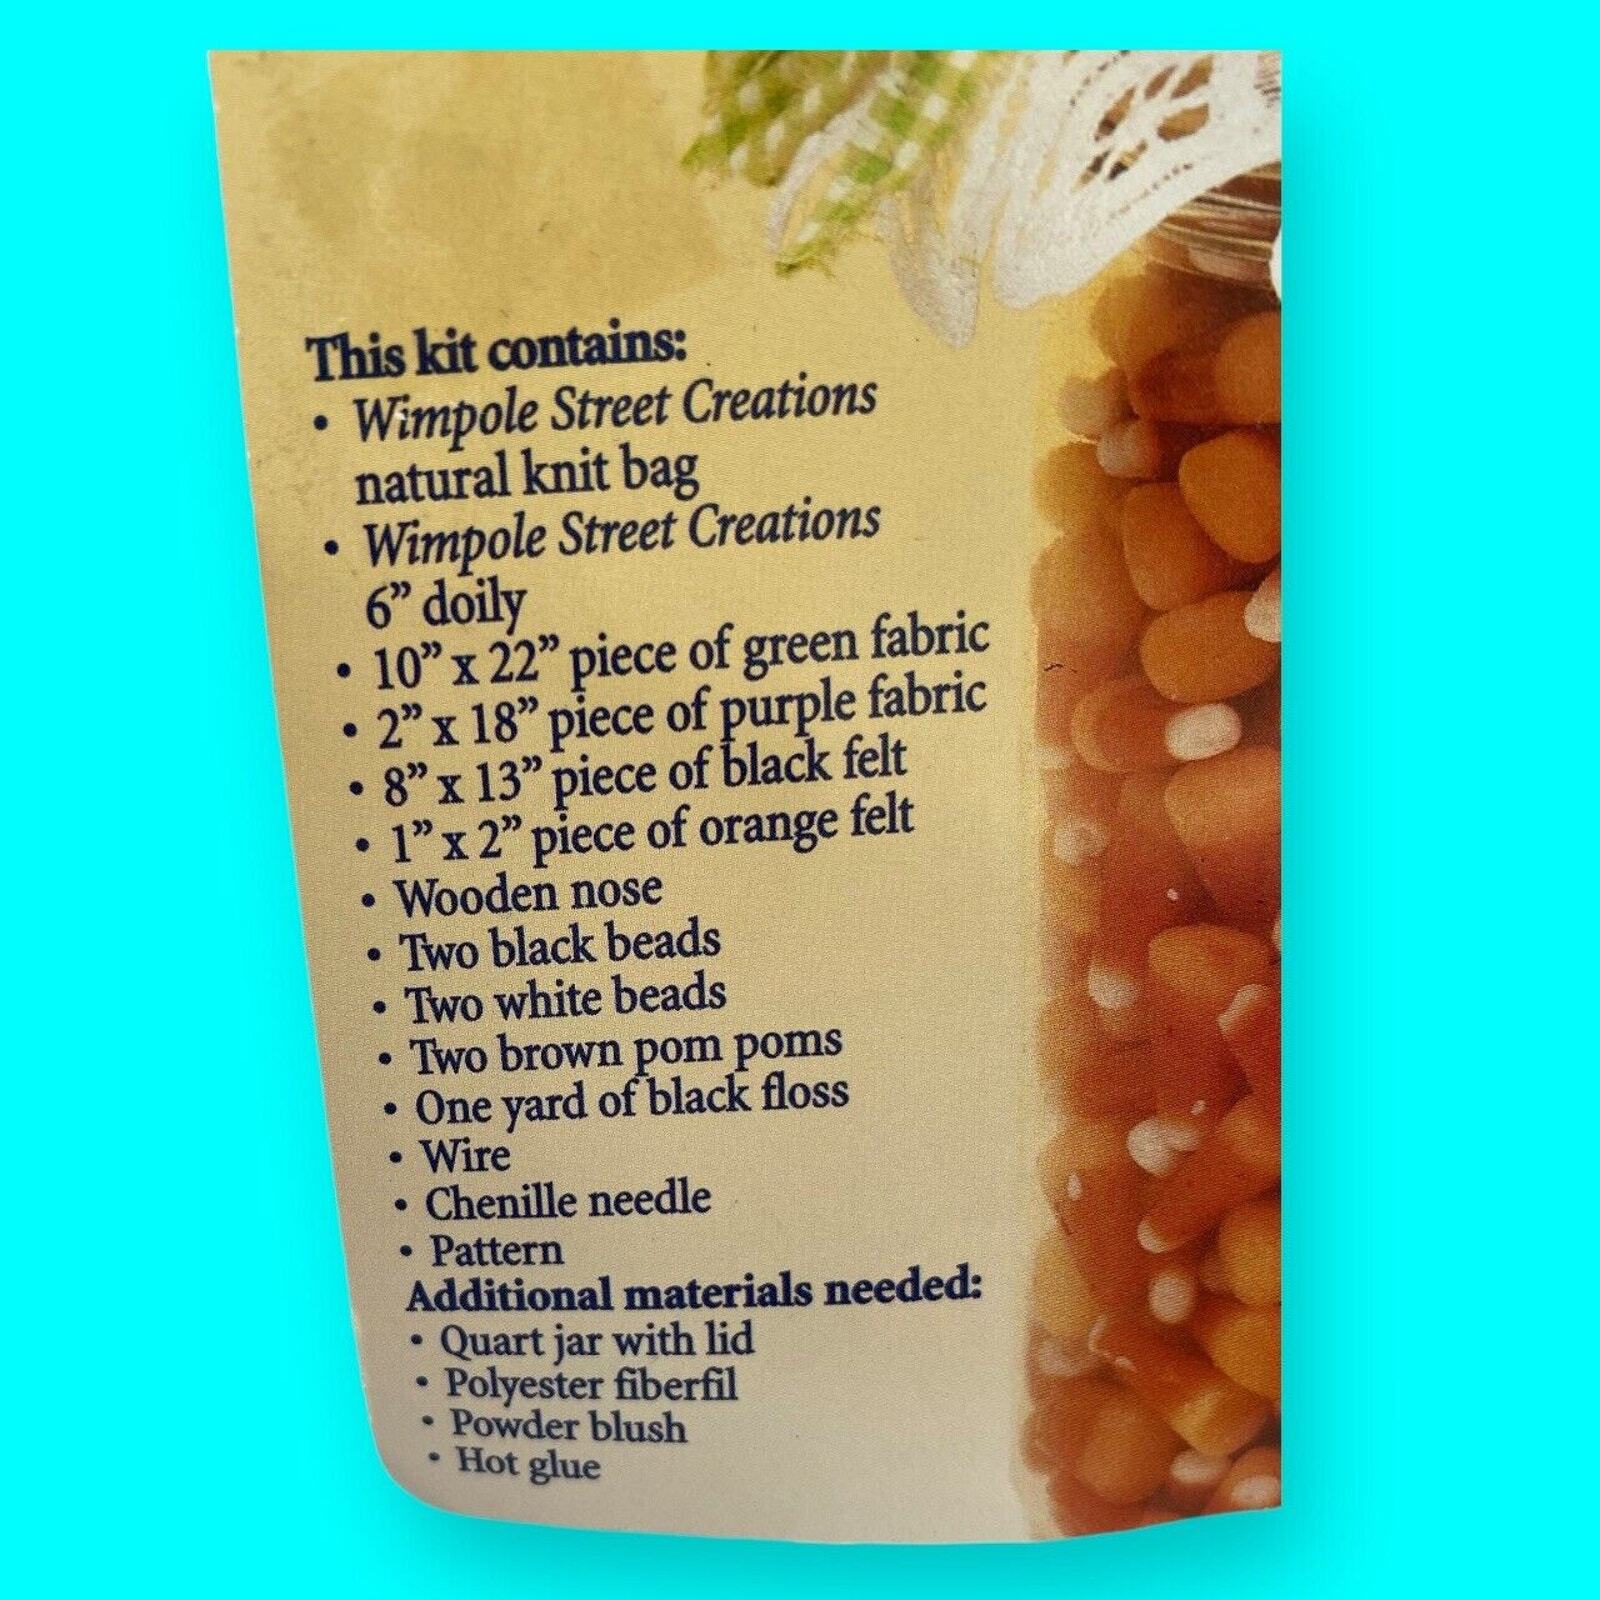 This kit contains:
• Wimpole Street Creations
natural knit bag
• Wimpole Street Creations
6” doily
• 10” x 22” piece of green fabric
• 2” x 18” piece of purple fabric
• 8” x 13” piece of black felt
• 1” x 2” piece of orange felt
• Wooden nose
• Two black beads
• Two white beads
• Two brown pom poms
• One yard of black floss
• Wire
• Chenille needle
• Pattern
Additional materials needed:
• Quart jar with lid
• Polyester fiberfil
• Powder blush
• Hot glue